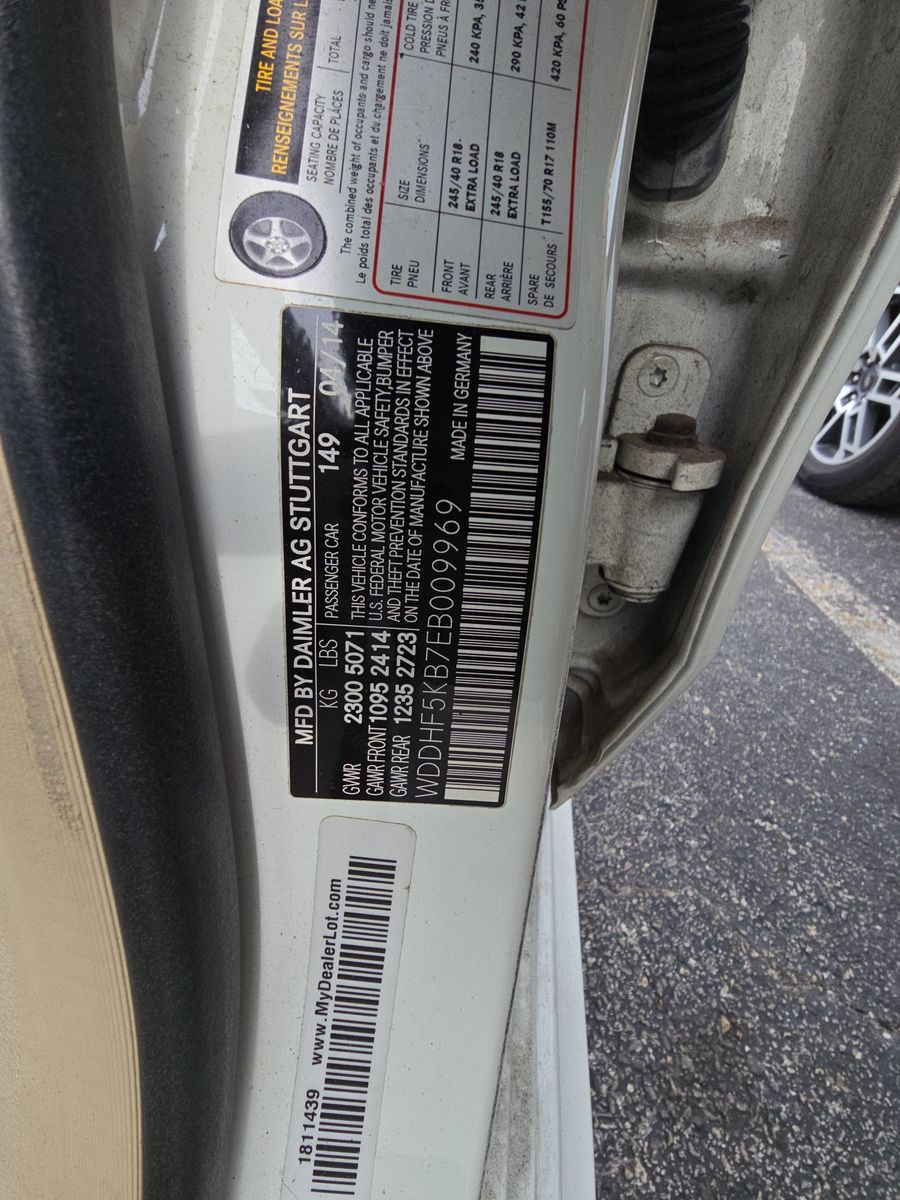 TIRE AND
RENSEIGNEMENTS SUR
SEATING CAPACITY
NOMBRE DE PLACES
TOTAL
The combined weight of occupants and cargo should
Le poids total des occupants et du chargement ne doit jamais
TIRE
PNEU
SIZE
DIMENSIONS
COLD TIRE
PRESSION
PNEUS À
FRONT
AVANT
245/40 R18
EXTRA LOAD
240 KPA,
REAR
ARRIÈRE
245/40 R18
EXTRA LOAD
290 KPA, 42
SPARE
DE SECOURS
T155/70 R17 110M
420 KPA, 60
MFD BY DAIMLER AG STUTTGART
KG LBS PASSENGER CAR 149 04/14
GVWR 2300 5071
GAWR FRONT 1095 2414
GAWR REAR 1235 2723
THIS VEHICLE CONFORMS TO ALL APPLICABLE
U.S. FEDERAL MOTOR VEHICLE SAFETY, BUMPER
AND THEFT PREVENTION STANDARDS IN EFFECT
ON THE DATE OF MANUFACTURE SHOWN ABOVE
WDDHF5KB7EB009969 MADE IN GERMANY
1811439 www.MyDealerLot.com